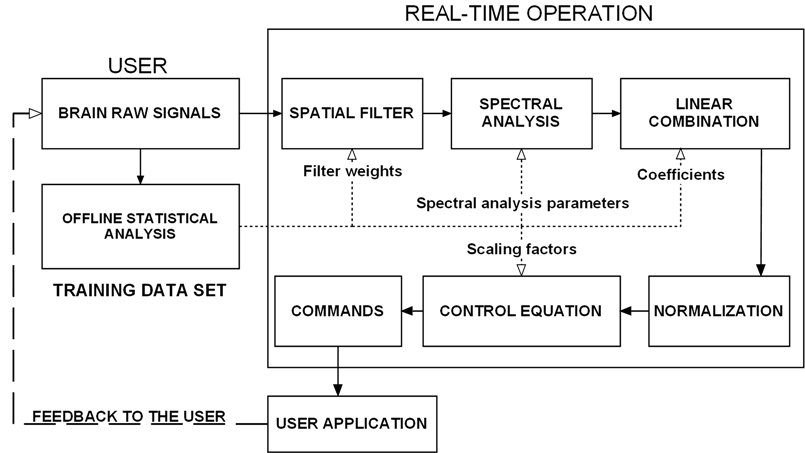 REAL-TIME OPERATION
USER
BRAIN RAW SIGNALS
SPATIAL FILTER
SPECTRAL
ANALYSIS
LINEAR
COMBINATION
Filter weights
Coefficients
Spectral analysis parameters
OFFLINE STATISTICAL
ANALYSIS
Scaling factors
TRAINING DATA SET
COMMANDS
CONTROL EQUATION
NORMALIZATION
FEEDBACK TO THE USER
USER APPLICATION